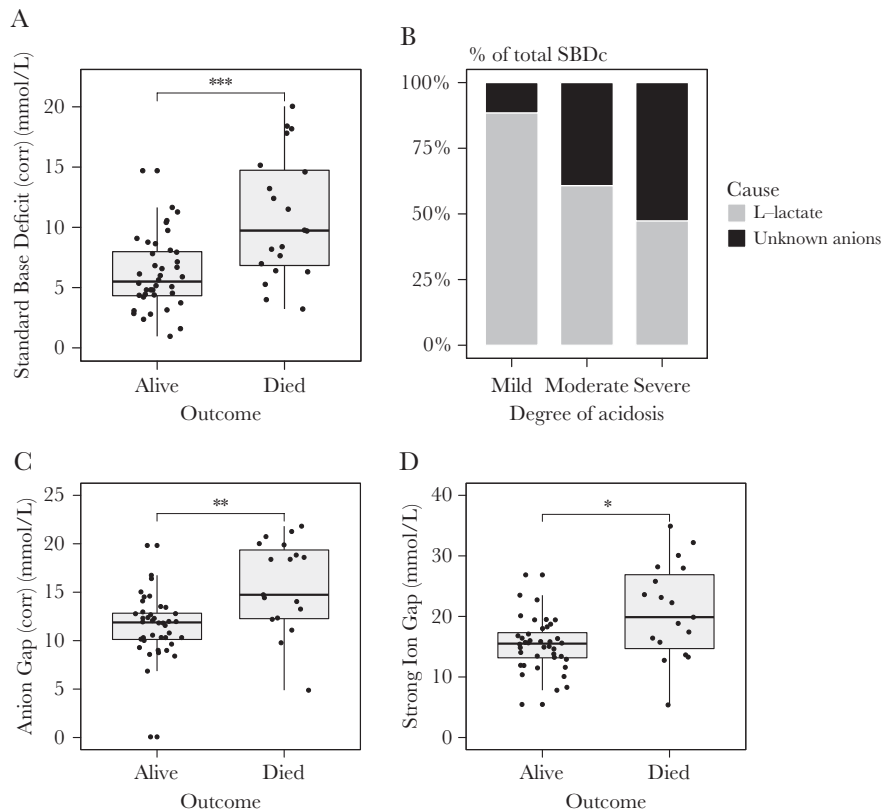 A
Standard Base Deficit (corr) (mmol/L)
20
15
10
5
0
***
Alive Died
Outcome
B
% of total SBDc
100%
75%
50%
25%
0%
Mild Moderate Severe
Degree of acidosis
Cause
L–lactate
Unknown anions
C
Anion Gap (corr) (mmol/L)
25
20
15
10
5
0
**
Alive Died
Outcome
D
Strong Ion Gap (mmol/L)
40
30
20
10
0
*
Alive Died
Outcome